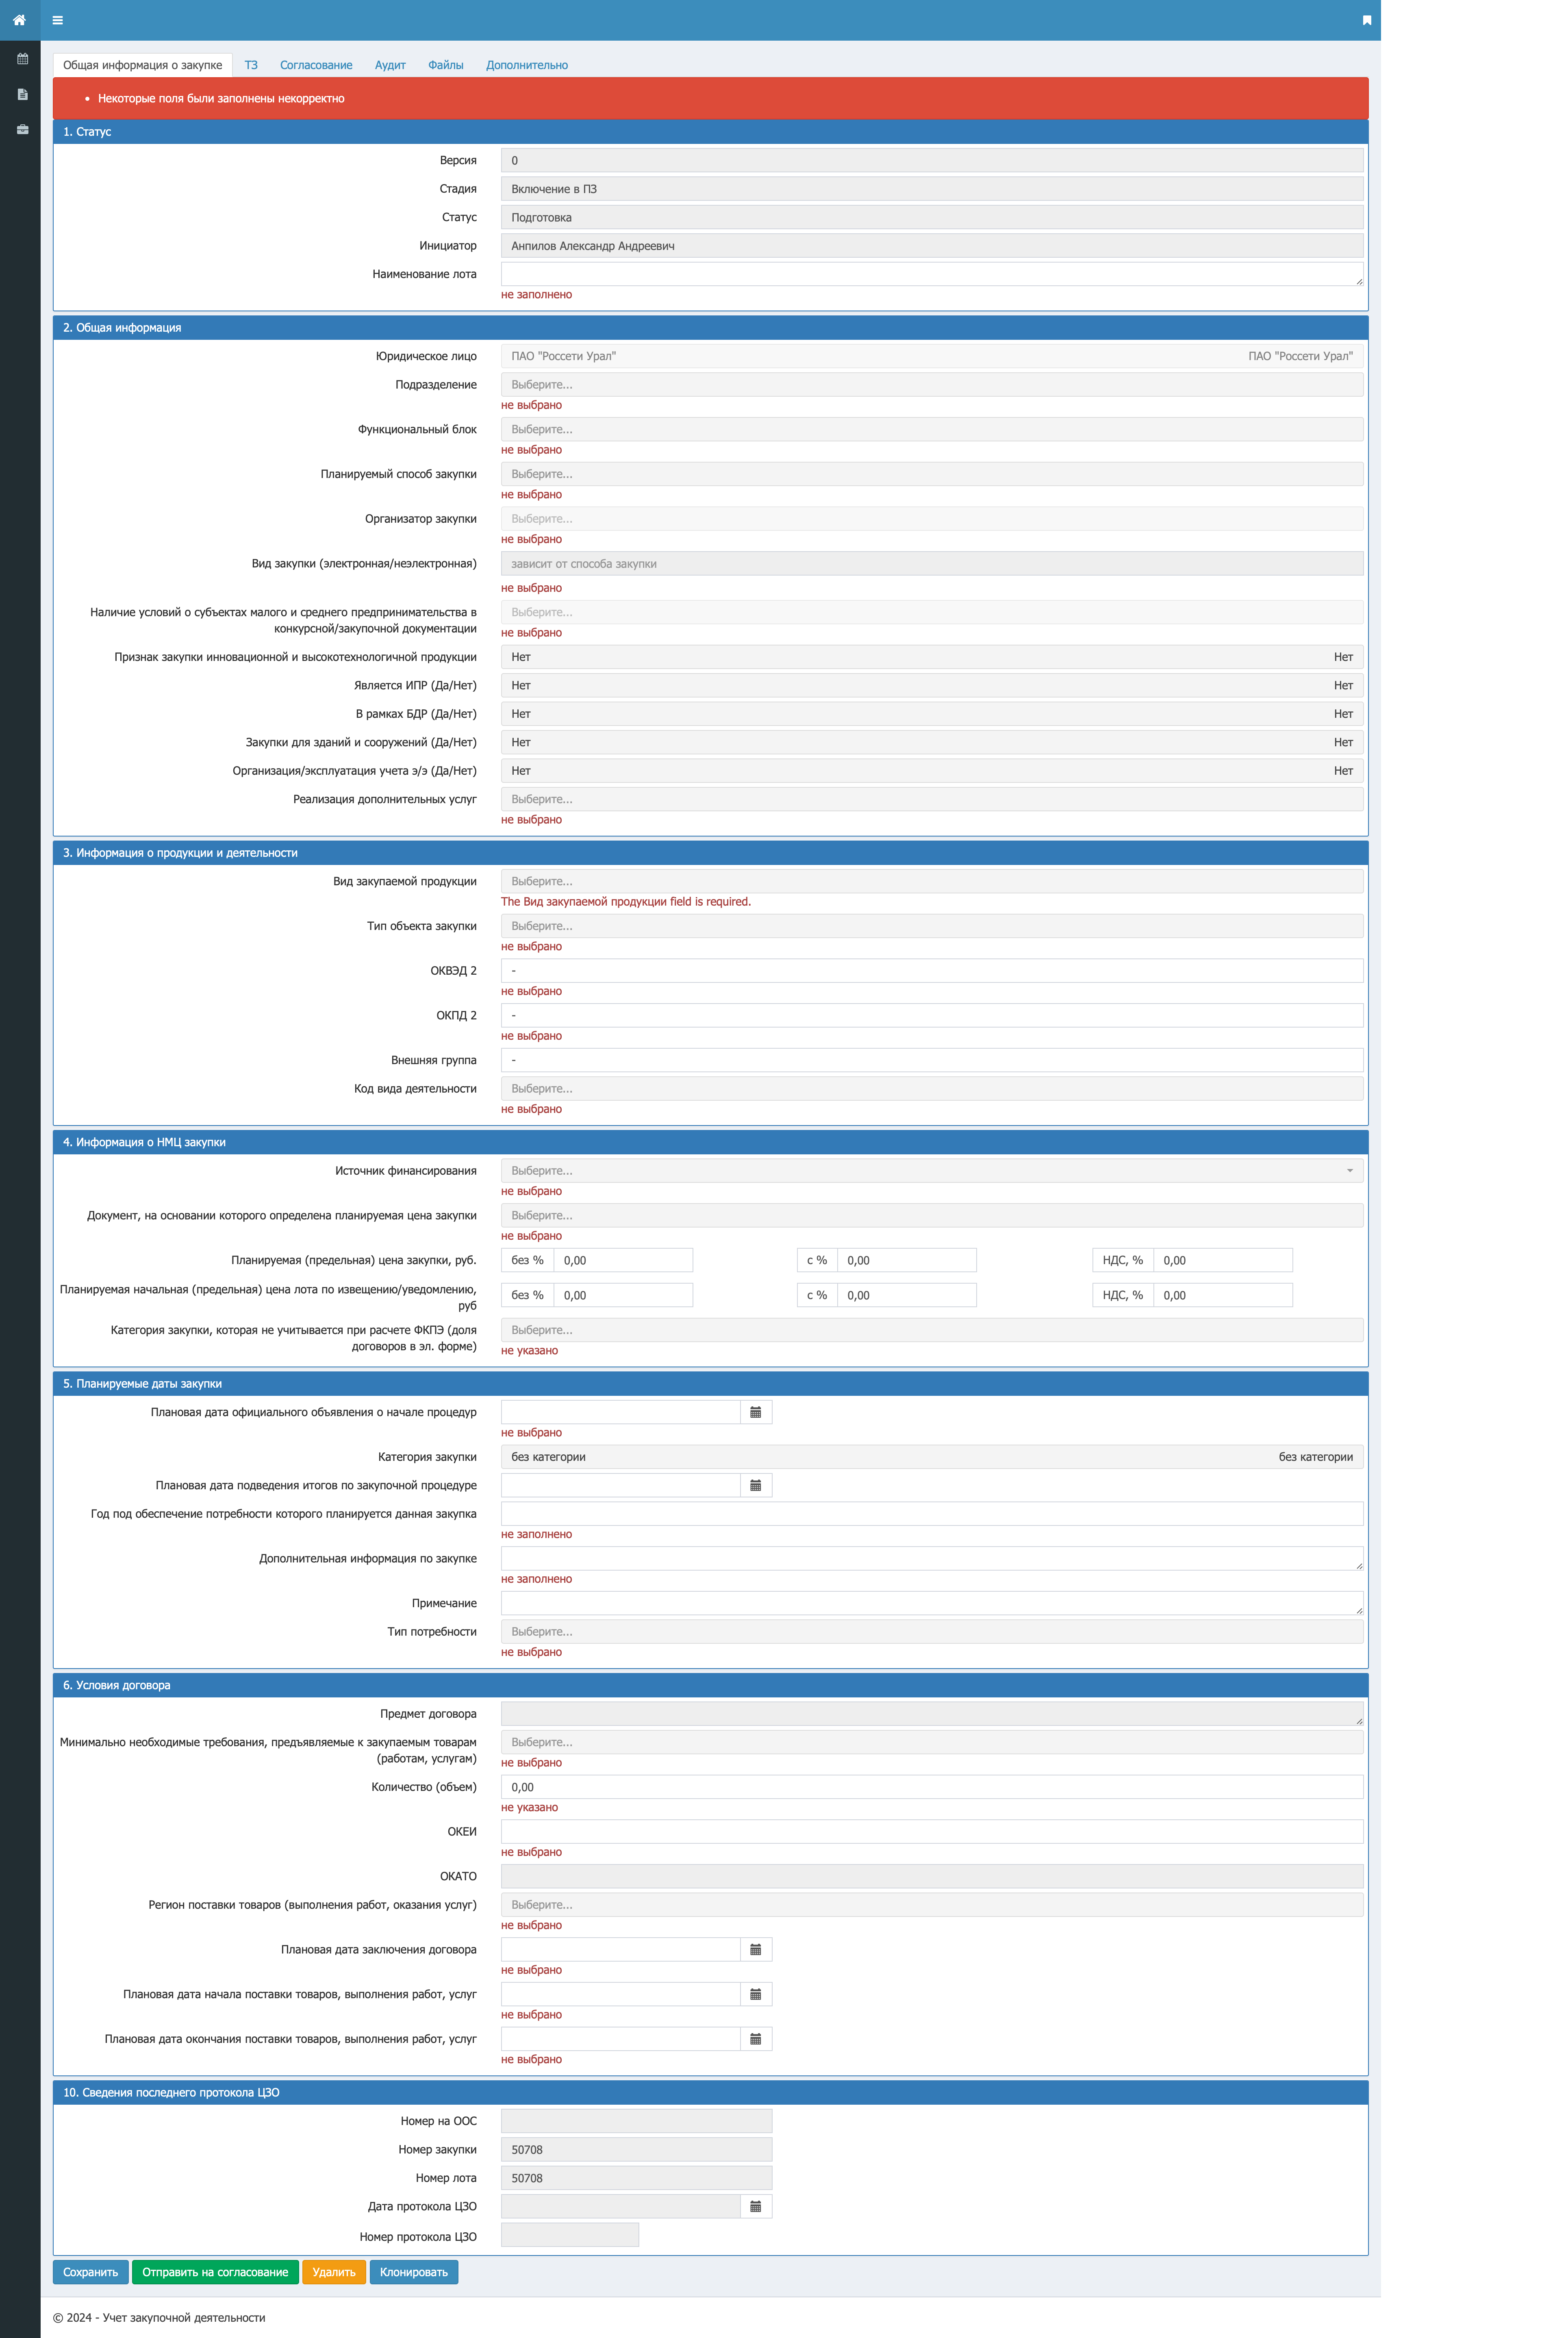 Общая информация о закупке ТЗ Согласование Аудит Файлы Дополнительно
Некоторые поля были заполнены некорректно
1. Статус
Версия 0
Стадия Включение в ПЗ
Статус Подготовка
Инициатор Анпилов Александр Андреевич
Наименование лота
не заполнено
2. Общая информация
Юридическое лицо ПАО "Россети Урал" ПАО "Россети Урал"
Подразделение Выберите...
не выбрано
Функциональный блок Выберите...
не выбрано
Планируемый способ закупки Выберите...
не выбрано
Организатор закупки Выберите...
не выбрано
Вид закупки (электронная/неэлектронная) зависит от способа закупки
не выбрано
Наличие условий о субъектах малого и среднего предпринимательства в Выберите...
конкурсной/закупочной документации не выбрано
Признак закупки инновационной и высокотехнологичной продукции Нет Нет
Является ИПР (Да/Нет) Нет Нет
В рамках БДР (Да/Нет) Нет Нет
Закупки для зданий и сооружений (Да/Нет) Нет Нет
Организация/эксплуатация учета э/э (Да/Нет) Нет Нет
Реализация дополнительных услуг Выберите...
не выбрано
3. Информация о продукции и деятельности
Вид закупаемой продукции Выберите...
The Вид закупаемой продукции field is required.
Тип объекта закупки Выберите...
не выбрано
ОКВЭД 2 -
не выбрано
ОКПД 2 -
не выбрано
Внешняя группа -
Код вида деятельности Выберите...
не выбрано
4. Информация о НМЦ закупки
Источник финансирования Выберите...
не выбрано
Документ, на основании которого определена планируемая цена закупки Выберите...
не выбрано
Планируемая (предельная) цена закупки, руб. без % 0,00 с % 0,00 НДС, % 0,00
Планируемая начальная (предельная) цена лота по извещению/уведомлению, без % 0,00 с % 0,00 НДС, % 0,00
руб
Категория закупки, которая не учитывается при расчете ФКПЭ (доля Выберите...
договоров в эл. форме) не указано
5. Планируемые даты закупки
Плановая дата официального объявления о начале процедур
не выбрано
Категория закупки без категории без категории
Плановая дата подведения итогов по закупочной процедуре
Год под обеспечение потребности которого планируется данная закупка
не заполнено
Дополнительная информация по закупке
не заполнено
Примечание
Тип потребности Выберите...
не выбрано
6. Условия договора
Предмет договора
Минимально необходимые требования, предъявляемые к закупаемым товарам Выберите...
(работам, услугам) не выбрано
Количество (объем) 0,00
не указано
ОКЕИ
не выбрано
ОКАТО
Регион поставки товаров (выполнения работ, оказания услуг) Выберите...
не выбрано
Плановая дата заключения договора
не выбрано
Плановая дата начала поставки товаров, выполнения работ, услуг
не выбрано
Плановая дата окончания поставки товаров, выполнения работ, услуг
не выбрано
10. Сведения последнего протокола ЦЗО
Номер на ООС
Номер закупки 50708
Номер лота 50708
Дата протокола ЦЗО
Номер протокола ЦЗО
Сохранить Отправить на согласование Удалить Клонировать
© 2024 - Учет закупочной деятельности